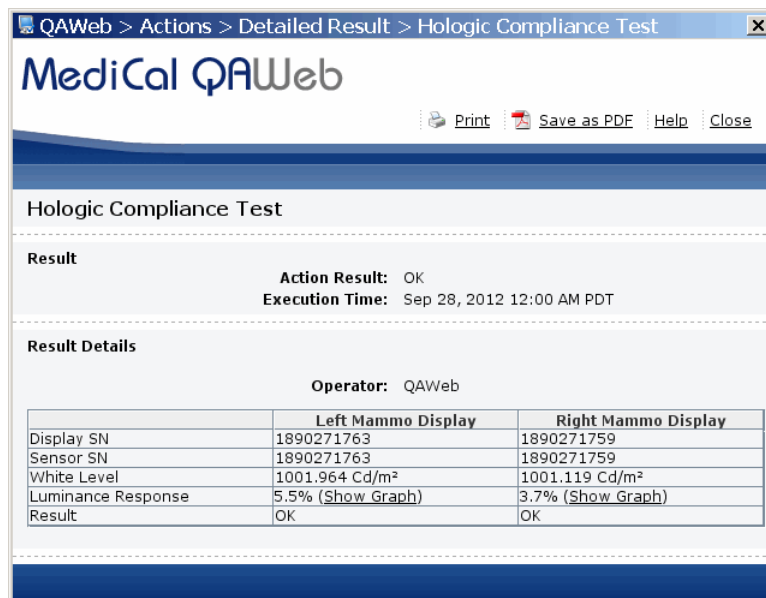 QAWeb > Actions > Detailed Result > Hologic Compliance Test
MediCal QAWeb
Print Save as PDF Help Close
Hologic Compliance Test
Result
Action Result: OK
Execution Time: Sep 28, 2012 12:00 AM PDT
Result Details
Operator: QAWeb
Left Mammo Display Right Mammo Display
Display SN 1890271763 1890271759
Sensor SN 1890271763 1890271759
White Level 1001.964 Cd/m² 1001.119 Cd/m²
Luminance Response 5.5% (Show Graph) 3.7% (Show Graph)
Result OK OK